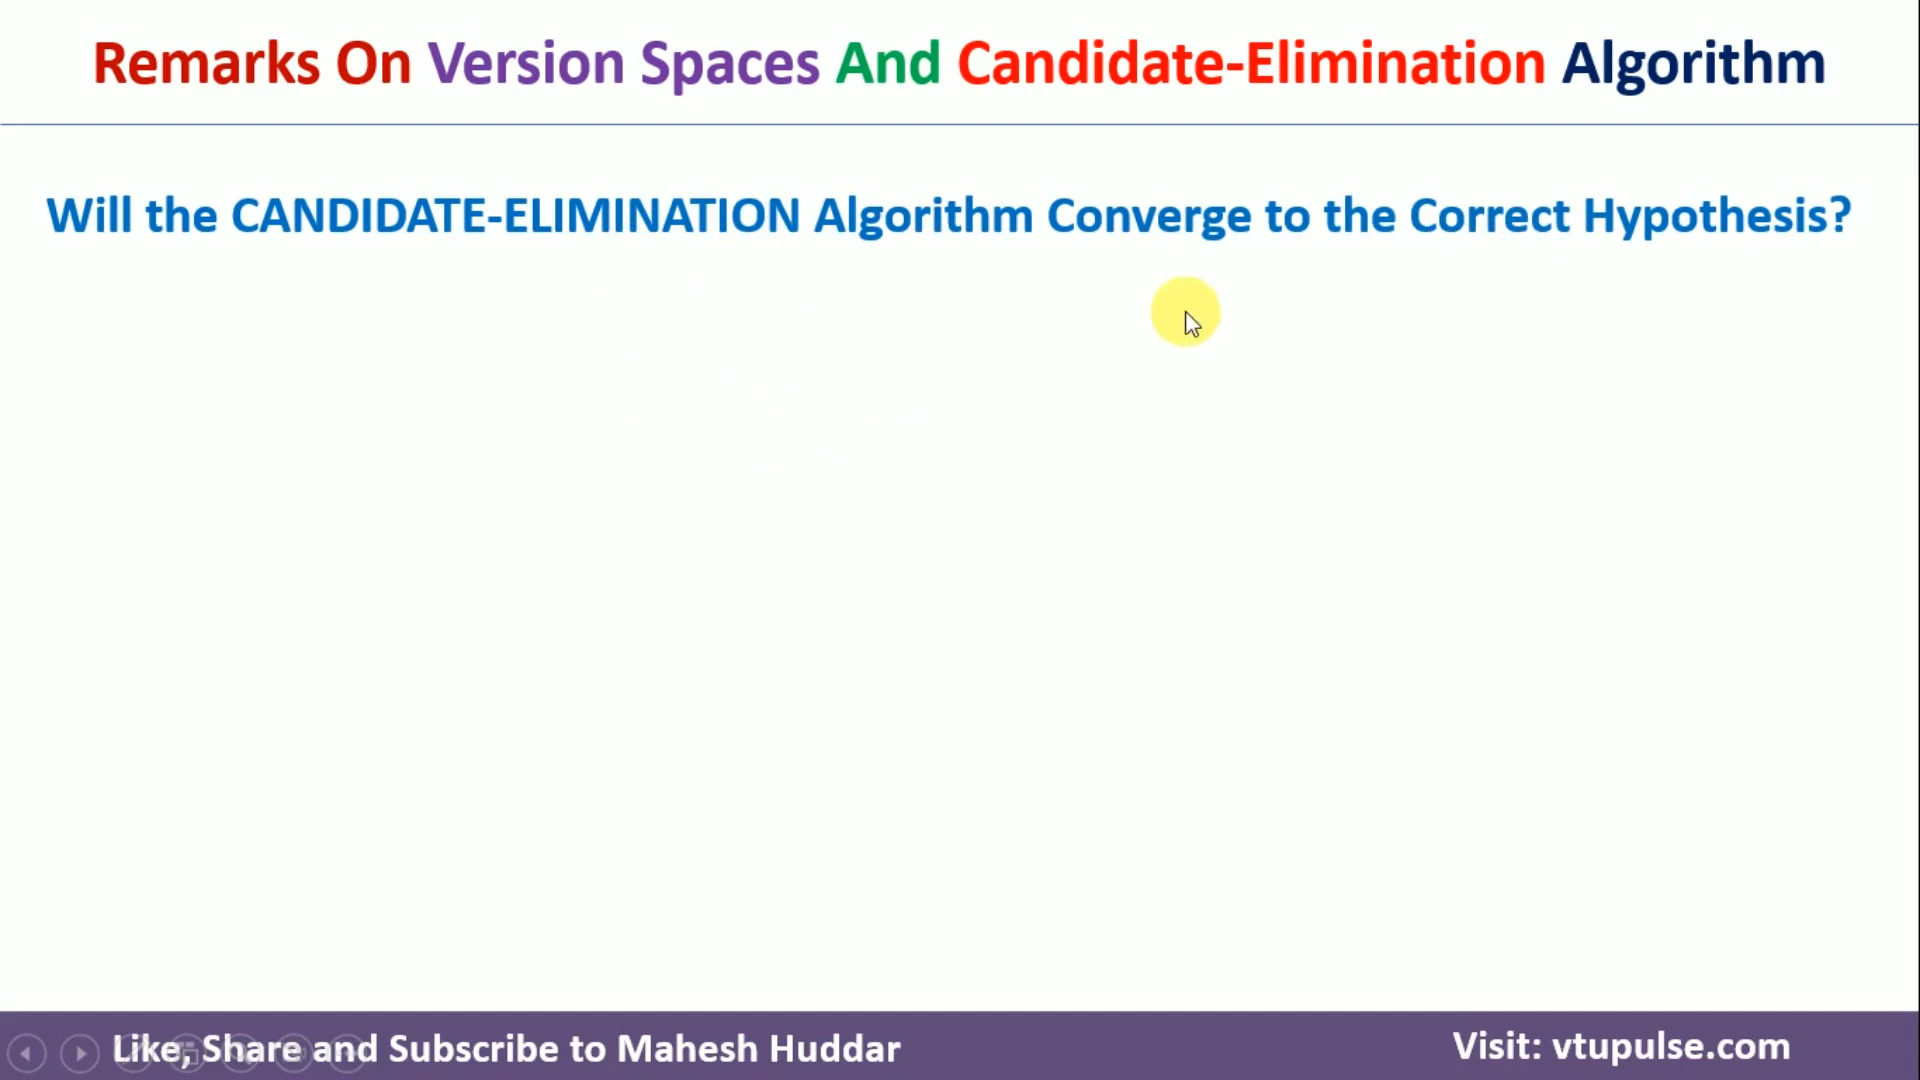 Remarks On Version Spaces And Candidate-Elimination Algorithm
Will the CANDIDATE-ELIMINATION Algorithm Converge to the Correct Hypothesis?
Like, Share and Subscribe to Mahesh Huddar
Visit: vtupulse.com